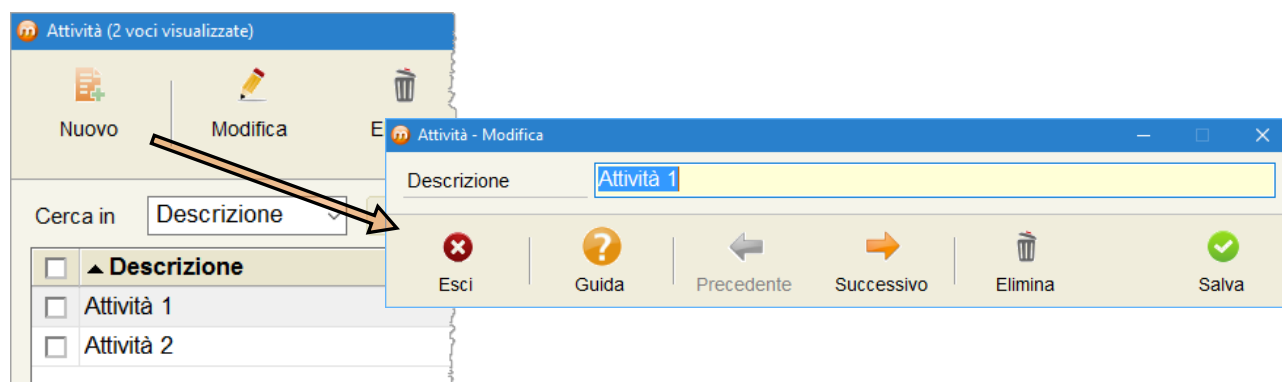 Attività (2 voci visualizzate)
Nuovo
Modifica
E
Cerca in
Descrizione
Descrizione
Attività 1
Attività 2
Attività - Modifica
Descrizione
Attività 1
Esci
Guida
Precedente
Successivo
Elimina
Salva